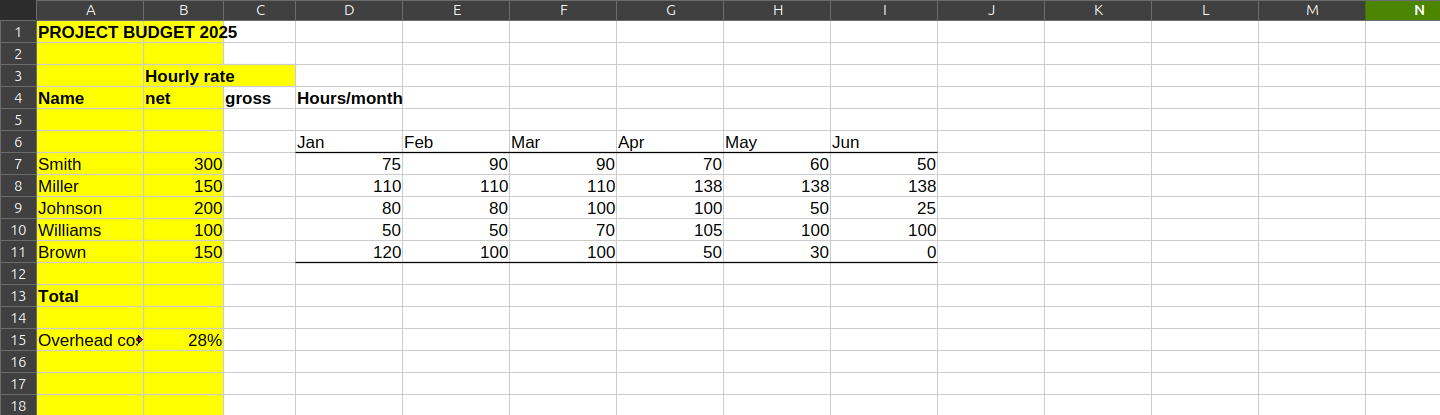 A B C D E F G H I J K L M N
1 PROJECT BUDGET 2025
2
3 Hourly rate
4 Name net gross Hours/month
5
6 Jan Feb Mar Apr May Jun
7 Smith 300 75 90 90 70 60 50
8 Miller 150 110 110 110 138 138 138
9 Johnson 200 80 80 100 100 50 25
10 Williams 100 50 50 70 105 100 100
11 Brown 150 120 100 100 50 30 0
12
13 Total
14
15 Overhead 28%
16
17
18